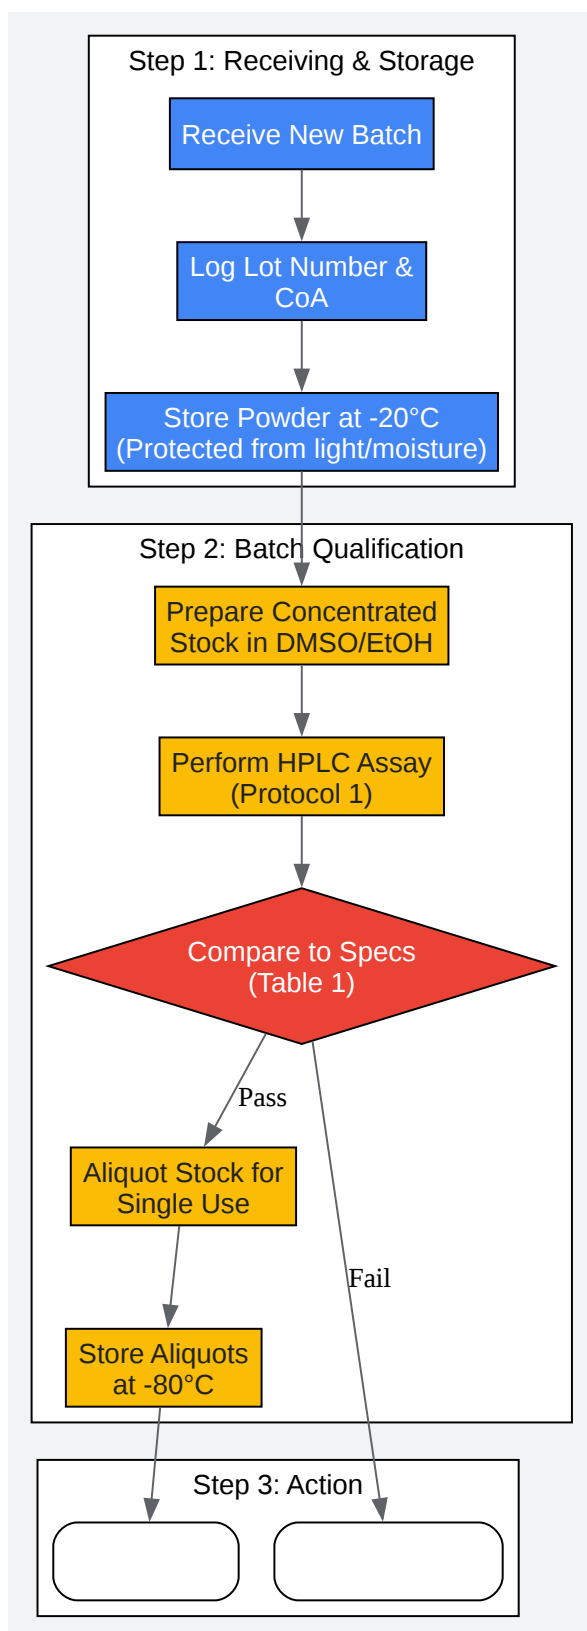 Step 1: Receiving & Storage
Receive New Batch
Log Lot Number &
CoA
Store Powder at -20°C
(Protected from light/moisture)
Step 2: Batch Qualification
Prepare Concentrated
Stock in DMSO/EtOH
Perform HPLC Assay
(Protocol 1)
Compare to Specs
(Table 1)
Pass
Aliquot Stock for
Single Use
Fail
Store Aliquots
at -80°C
Step 3: Action